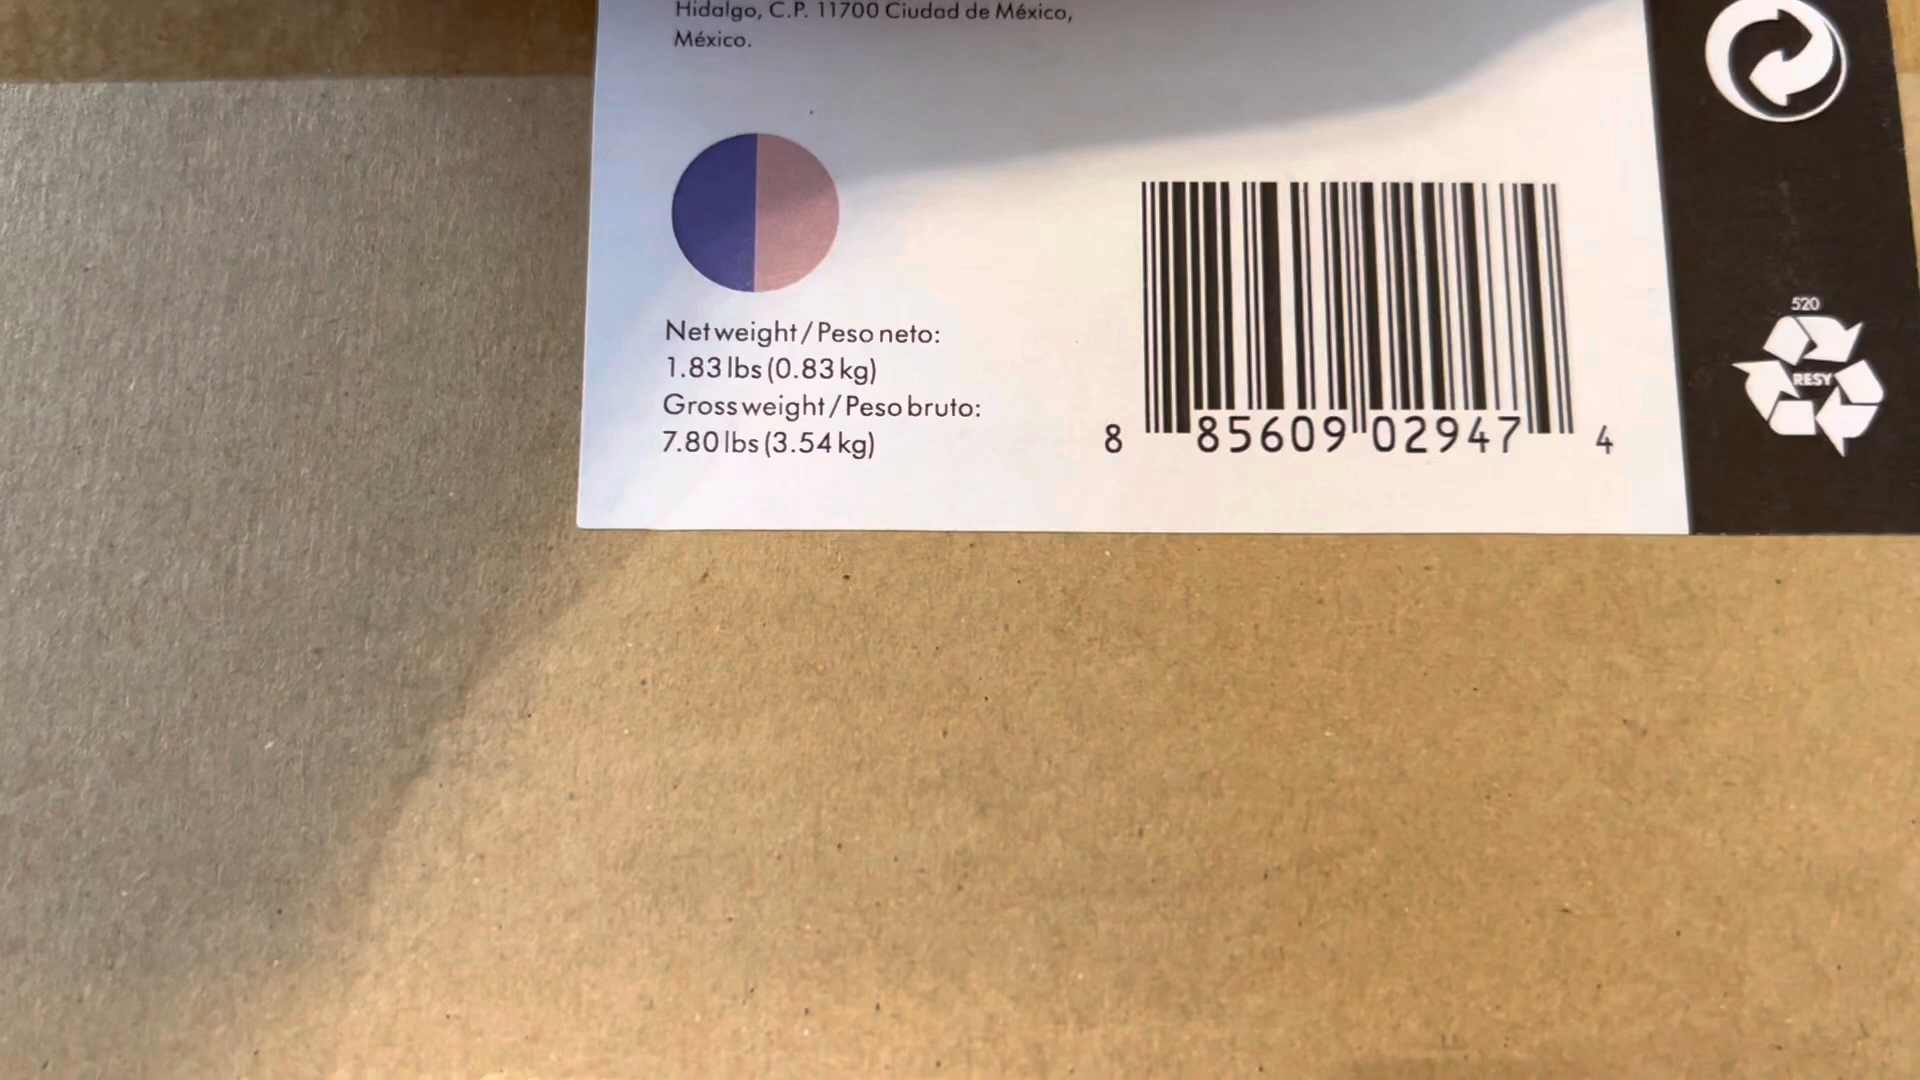 Hidalgo, C.P. 11700 Ciudad de México,
México.
Net weight / Peso neto:
1.83 lbs (0.83 kg)
Gross weight / Peso bruto:
7.80 lbs (3.54 kg)
8 85609 02947 4
520
RESY